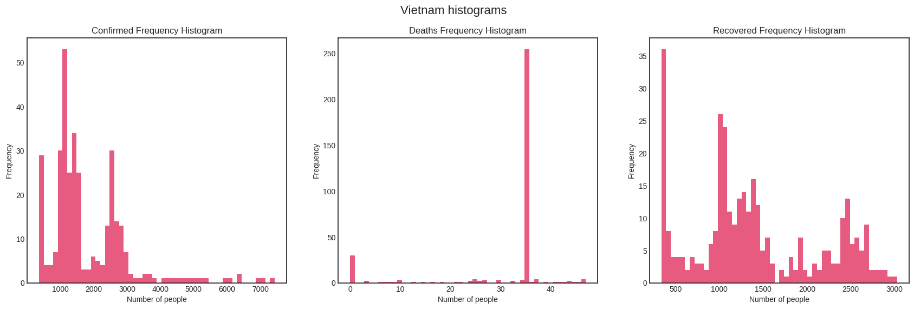 Vietnam histograms
Confirmed Frequency Histogram
Frequency
50
40
30
20
10
0
1000 2000 3000 4000 5000 6000 7000
Number of people
Deaths Frequency Histogram
Frequency
250
200
150
100
50
0
0 10 20 30 40
Number of people
Recovered Frequency Histogram
Frequency
35
30
25
20
15
10
5
0
500 1000 1500 2000 2500 3000
Number of people